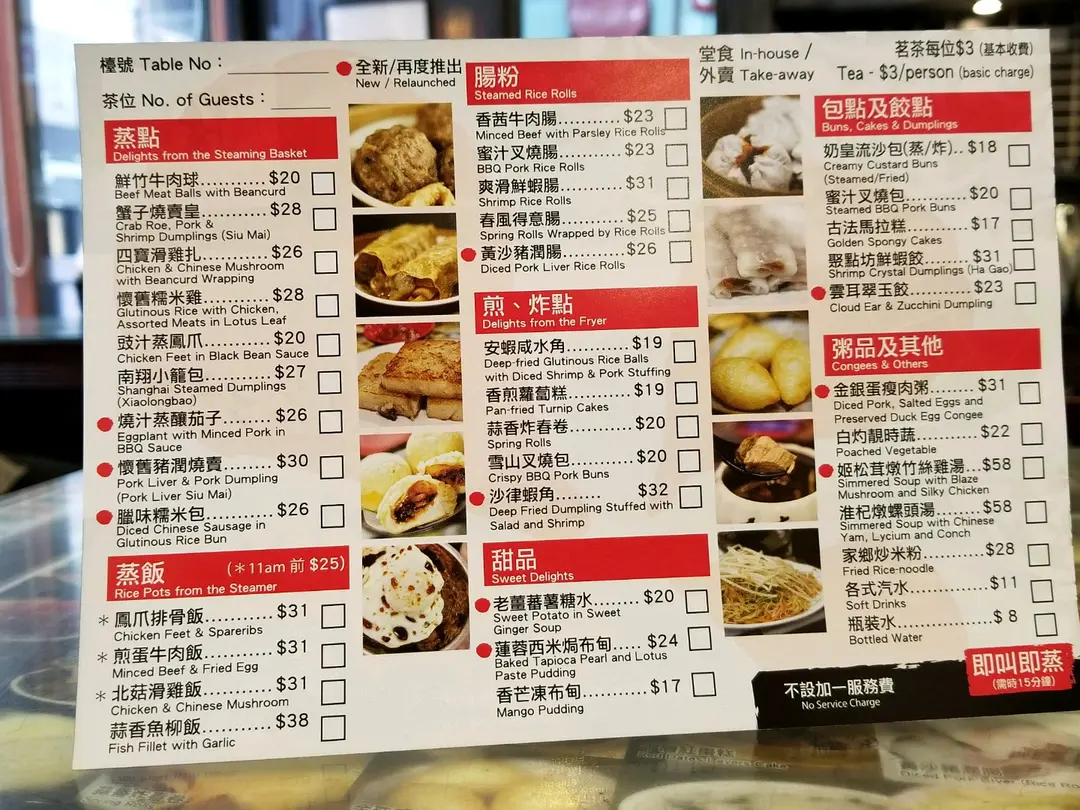 檯號 Table No :
茶位 No. of Guests :
● 全新/再度推出
New / Relaunched
堂食 In-house /
外賣 Take-away
茗茶每位$3 (基本收費)
Tea - $3/person (basic charge)
蒸點
Delights from the Steaming Basket
鮮竹牛肉球........... $20
Beef Meat Balls with Beancurd
蟹子燒賣皇.......... $28
Crab Roe, Pork &
Shrimp Dumplings (Siu Mai)
四寶滑雞扎.......... $26
Chicken & Chinese Mushroom
with Beancurd Wrapping
懷舊糯米雞.......... $28
Glutinous Rice with Chicken,
Assorted Meats in Lotus Leaf
豉汁蒸鳳爪.......... $20
Chicken Feet in Black Bean Sauce
南翔小籠包.......... $27
Shanghai Steamed Dumplings
(Xiaolongbao)
● 燒汁蒸釀茄子........ $26
Eggplant with Minced Pork in
BBQ Sauce
● 懷舊豬潤燒賣....... $30
Pork Liver & Pork Dumpling
(Pork Liver Siu Mai)
● 臘味糯米包.......... $26
Diced Chinese Sausage in
Glutinous Rice Bun
蒸飯 (＊11am 前 $25)
Rice Pots from the Steamer
＊鳳爪排骨飯.......... $31
Chicken Feet & Spareribs
＊煎蛋牛肉飯.......... $31
Minced Beef & Fried Egg
＊北菇滑雞飯.......... $31
Chicken & Chinese Mushroom
蒜香魚柳飯.......... $38
Fish Fillet with Garlic
腸粉
Steamed Rice Rolls
香茜牛肉腸.......... $23
Minced Beef with Parsley Rice Rolls
蜜汁叉燒腸.......... $23
BBQ Pork Rice Rolls
爽滑鮮蝦腸.......... $31
Shrimp Rice Rolls
春風得意腸.......... $25
Spring Rolls Wrapped by Rice Rolls
● 黃沙豬潤腸.......... $26
Diced Pork Liver Rice Rolls
煎、炸點
Delights from the Fryer
安蝦咸水角.......... $19
Deep-fried Glutinous Rice Balls
with Diced Shrimp & Pork Stuffing
香煎蘿蔔糕.......... $19
Pan-fried Turnip Cakes
蒜香炸春卷.......... $20
Spring Rolls
雪山叉燒包.......... $20
Crispy BBQ Pork Buns
● 沙律蝦角........ $32
Deep Fried Dumpling Stuffed with
Salad and Shrimp
甜品
Sweet Delights
● 老薑蕃薯糖水........ $20
Sweet Potato in Sweet
Ginger Soup
● 蓮蓉西米焗布甸..... $24
Baked Tapioca Pearl and Lotus
Paste Pudding
香芒凍布甸.......... $17
Mango Pudding
包點及餃點
Buns, Cakes & Dumplings
奶皇流沙包(蒸/炸).. $18
Creamy Custard Buns
(Steamed/Fried)
蜜汁叉燒包.......... $20
Steamed BBQ Pork Buns
古法馬拉糕.......... $17
Golden Spongy Cakes
聚點坊鮮蝦餃........ $31
Shrimp Crystal Dumplings (Ha Gao)
● 雲耳翠玉餃.......... $23
Cloud Ear & Zucchini Dumpling
粥品及其他
Congees & Others
● 金銀蛋瘦肉粥........ $31
Diced Pork, Salted Eggs and
Preserved Duck Egg Congee
白灼靚時蔬.......... $22
Poached Vegetable
● 姬松茸燉竹絲雞湯... $58
Simmered Soup with Blaze
Mushroom and Silky Chicken
淮杞燉螺頭湯........ $58
Simmered Soup with Chinese
Yam, Lycium and Conch
家鄉炒米粉.......... $28
Fried Rice-noodle
各式汽水............ $11
Soft Drinks
瓶裝水.............. $ 8
Bottled Water
不設加一服務費
No Service Charge
即叫即蒸
(需時15分鐘)